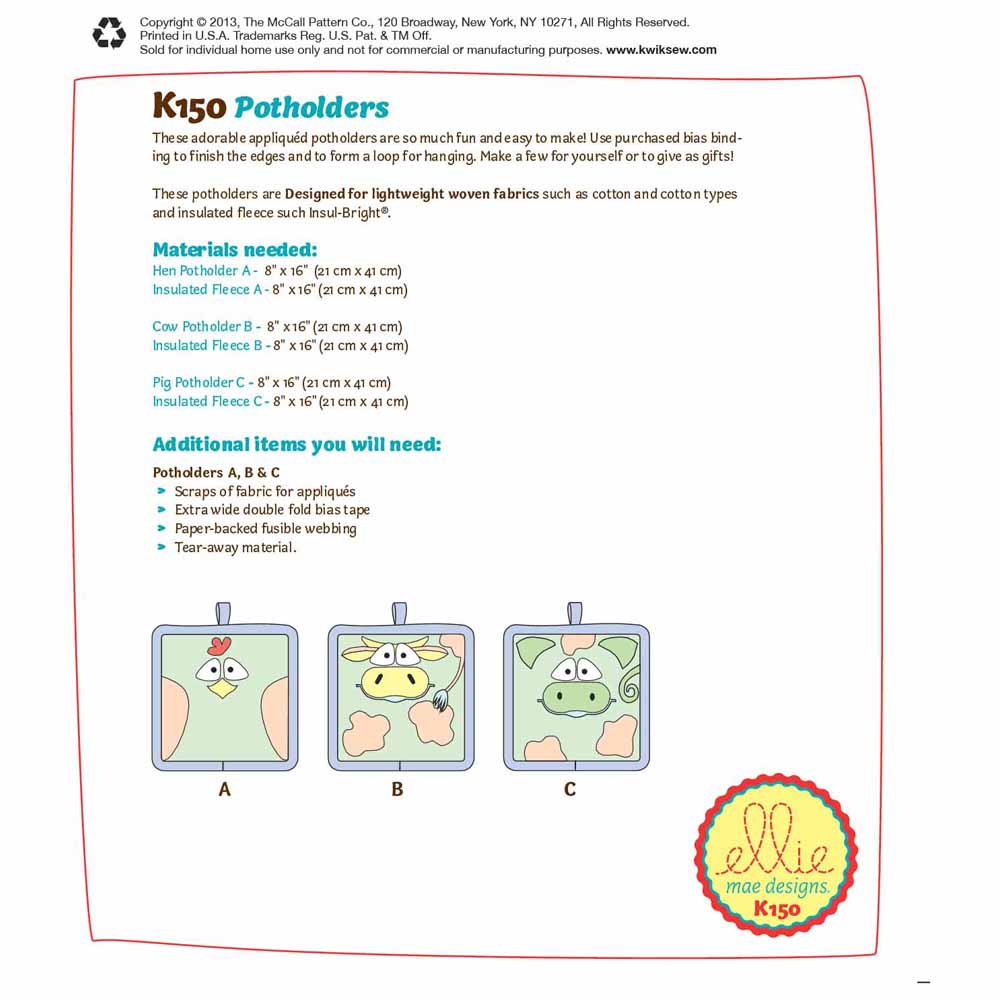 Copyright © 2013, The McCall Pattern Co., 120 Broadway, New York, NY 10271, All Rights Reserved.
Printed in U.S.A. Trademarks Reg. U.S. Pat. & TM Off.
Sold for individual home use only and not for commercial or manufacturing purposes. www.kwiksew.com
K150 Potholders
These adorable appliquéd potholders are so much fun and easy to make! Use purchased bias bind-
ing to finish the edges and to form a loop for hanging. Make a few for yourself or to give as gifts!
These potholders are Designed for lightweight woven fabrics such as cotton and cotton types
and insulated fleece such Insul-Bright®.
Materials needed:
Hen Potholder A - 8" x 16" (21 cm x 41 cm)
Insulated Fleece A - 8" x 16" (21 cm x 41 cm)
Cow Potholder B - 8" x 16" (21 cm x 41 cm)
Insulated Fleece B - 8" x 16" (21 cm x 41 cm)
Pig Potholder C - 8" x 16" (21 cm x 41 cm)
Insulated Fleece C - 8" x 16" (21 cm x 41 cm)
Additional items you will need:
Potholders A, B & C
➤ Scraps of fabric for appliqués
➤ Extra wide double fold bias tape
➤ Paper-backed fusible webbing
➤ Tear-away material.
A B C
ellie
mae designs.
K150